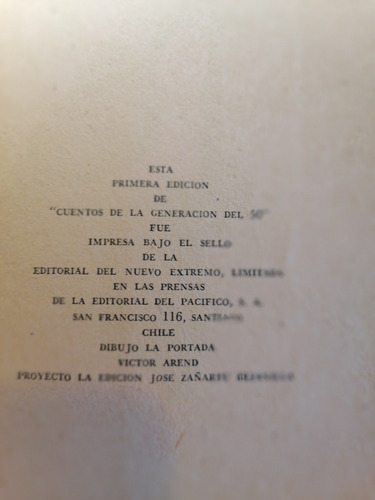 ESTA
PRIMERA EDICION
DE
"CUENTOS DE LA GENERACION DEL 50"
FUE
IMPRESA BAJO EL SELLO
DE LA
EDITORIAL DEL NUEVO EXTREMO, LIMITADA
EN LAS PRENSAS
DE LA EDITORIAL DEL PACIFICO, S. A.
SAN FRANCISCO 116, SANTIAGO
CHILE
DIBUJO LA PORTADA
VICTOR AREND
PROYECTO LA EDICION JOSE ZAÑARTU